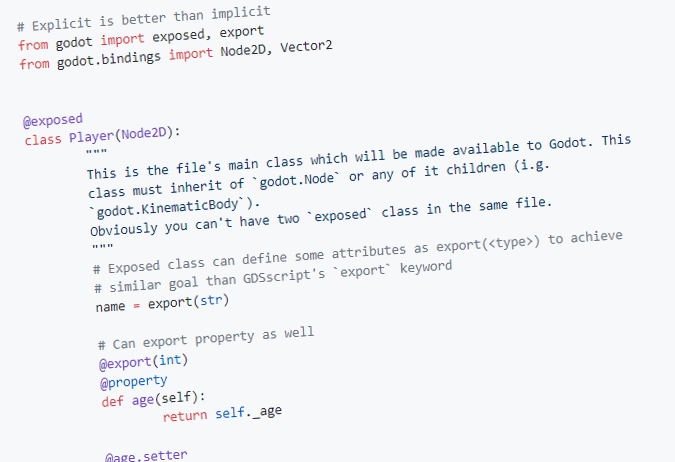 # Explicit is better than implicit
from godot import exposed, export
from godot.bindings import Node2D, Vector2
@exposed
class Player(Node2D):
"""
This is the file's main class which will be made available to Godot. This
class must inherit of `godot.Node` or any of it children (i.g.
`godot.KinematicBody`).
Obviously you can't have two `exposed` class in the same file.
"""
# Exposed class can define some attributes as export(<type>) to achieve
# similar goal than GDSscript's `export` keyword
name = export(str)
# Can export property as well
@export(int)
@property
def age(self):
return self._age
@age.setter